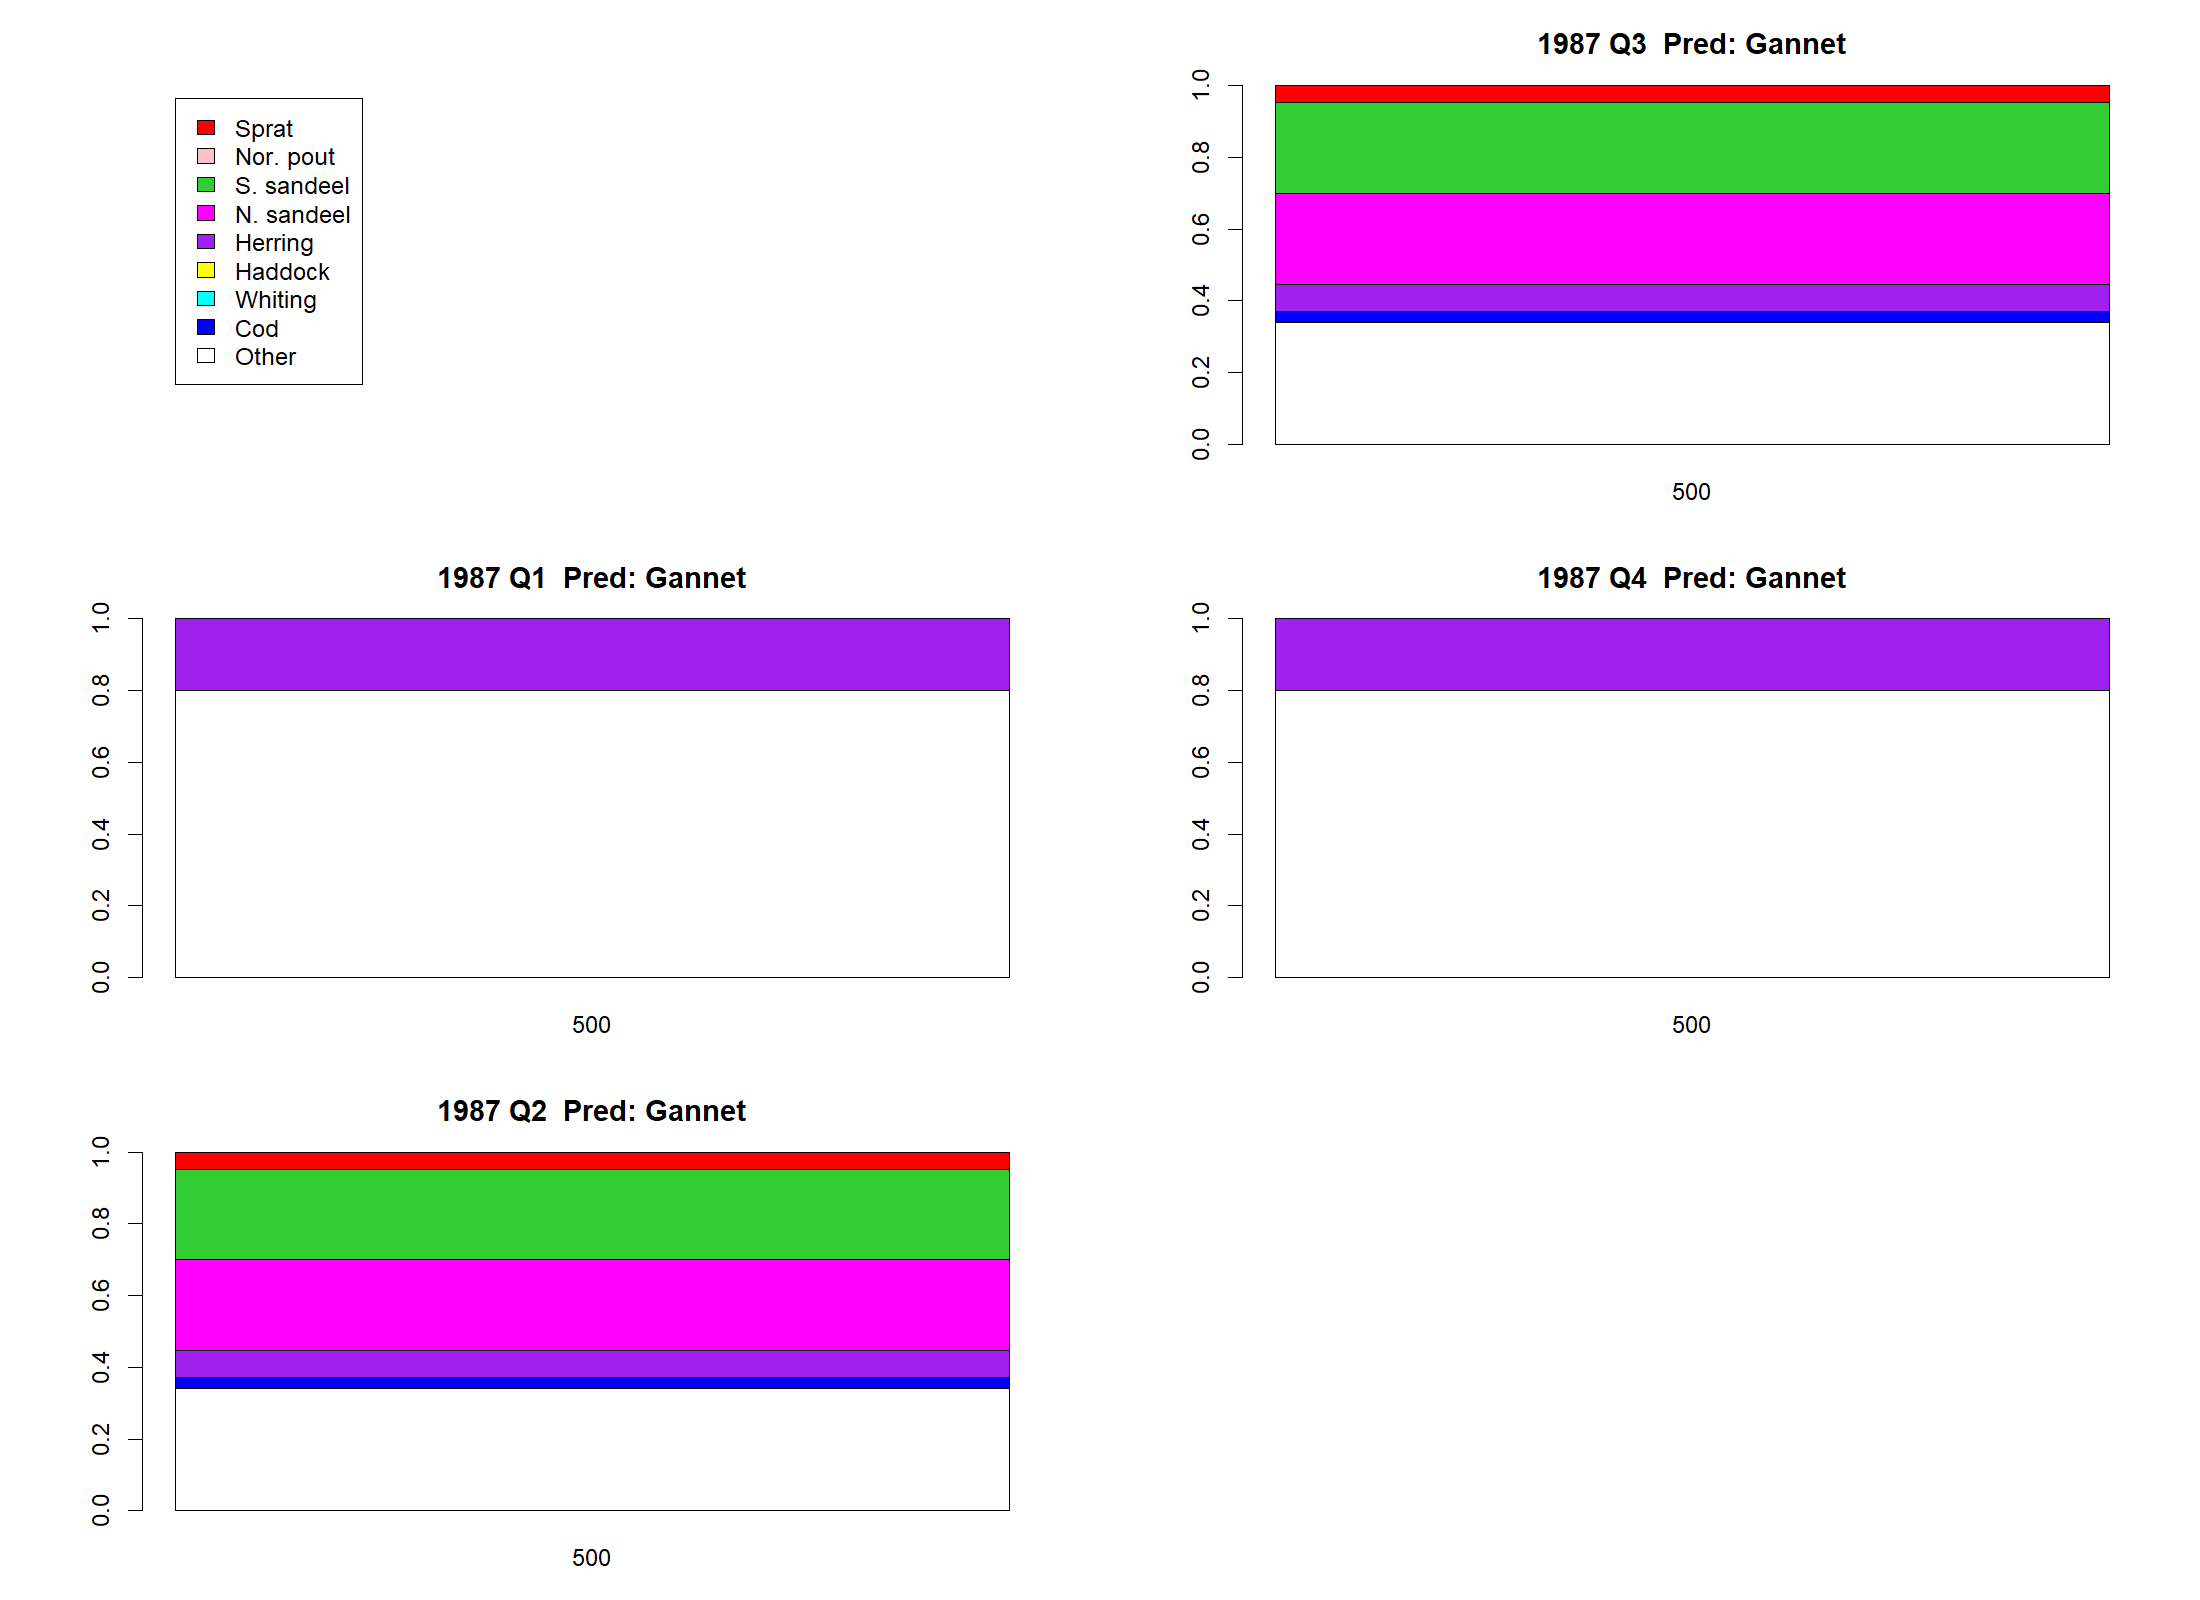 Sprat
Nor. pout
S. sandeel
N. sandeel
Herring
Haddock
Whiting
Cod
Other
1987 Q1  Pred: Gannet
1.0
0.8
0.6
0.4
0.2
0.0
500
1987 Q2  Pred: Gannet
1.0
0.8
0.6
0.4
0.2
0.0
500
1987 Q3  Pred: Gannet
1.0
0.8
0.6
0.4
0.2
0.0
500
1987 Q4  Pred: Gannet
1.0
0.8
0.6
0.4
0.2
0.0
500